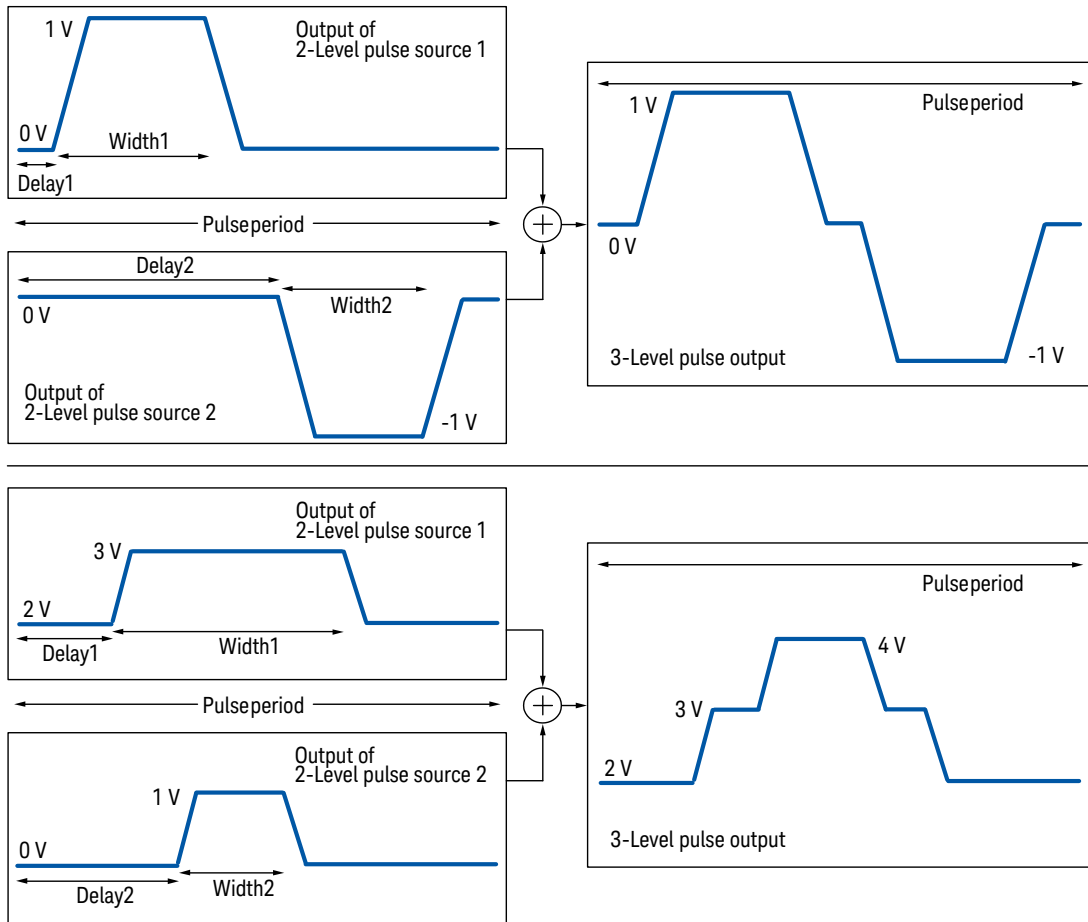 1 V
Output of
2-Level pulse source 1
0 V
Width1
Delay1
Pulseperiod
Delay2
0 V
Width2
Output of
2-Level pulse source 2
-1 V
Pulseperiod
1 V
0 V
3-Level pulse output
-1 V
Output of
2-Level pulse source 1
3 V
2 V
Delay1
Width1
Pulseperiod
Output of
2-Level pulse source 2
1 V
0 V
Delay2
Width2
Pulseperiod
4 V
3 V
2 V
3-Level pulse output